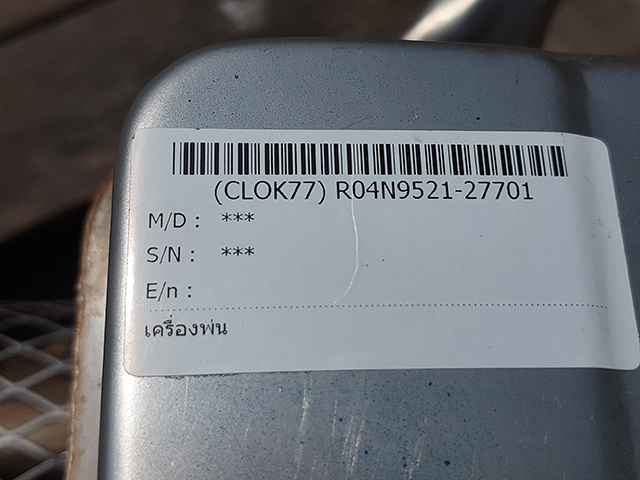 (CLOK77) R04N9521-27701
M/D : ***
S/N : ***
E/n :
เครื่องพ่น